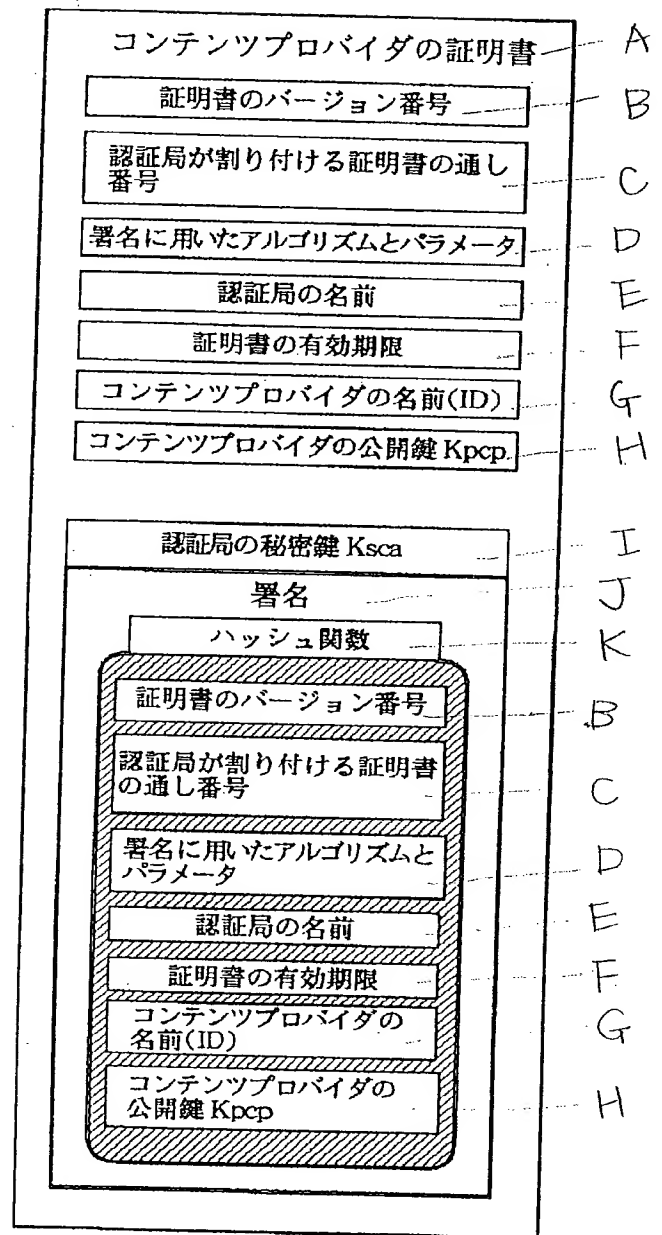 コンテンツプロバイダの証明書 A
証明書のバージョン番号 B
認証局が割り付ける証明書の通し
番号 C
署名に用いたアルゴリズムとパラメータ D
認証局の名前 E
証明書の有効期限 F
コンテンツプロバイダの名前(ID) G
コンテンツプロバイダの公開鍵 Kpcp H
認証局の秘密鍵 Ksca I
署名 J
ハッシュ関数 K
証明書のバージョン番号 B
認証局が割り付ける証明書
の通し番号 C
署名に用いたアルゴリズムと
パラメータ D
認証局の名前 E
証明書の有効期限 F
コンテンツプロバイダの
名前(ID) G
コンテンツプロバイダの
公開鍵 Kpcp H